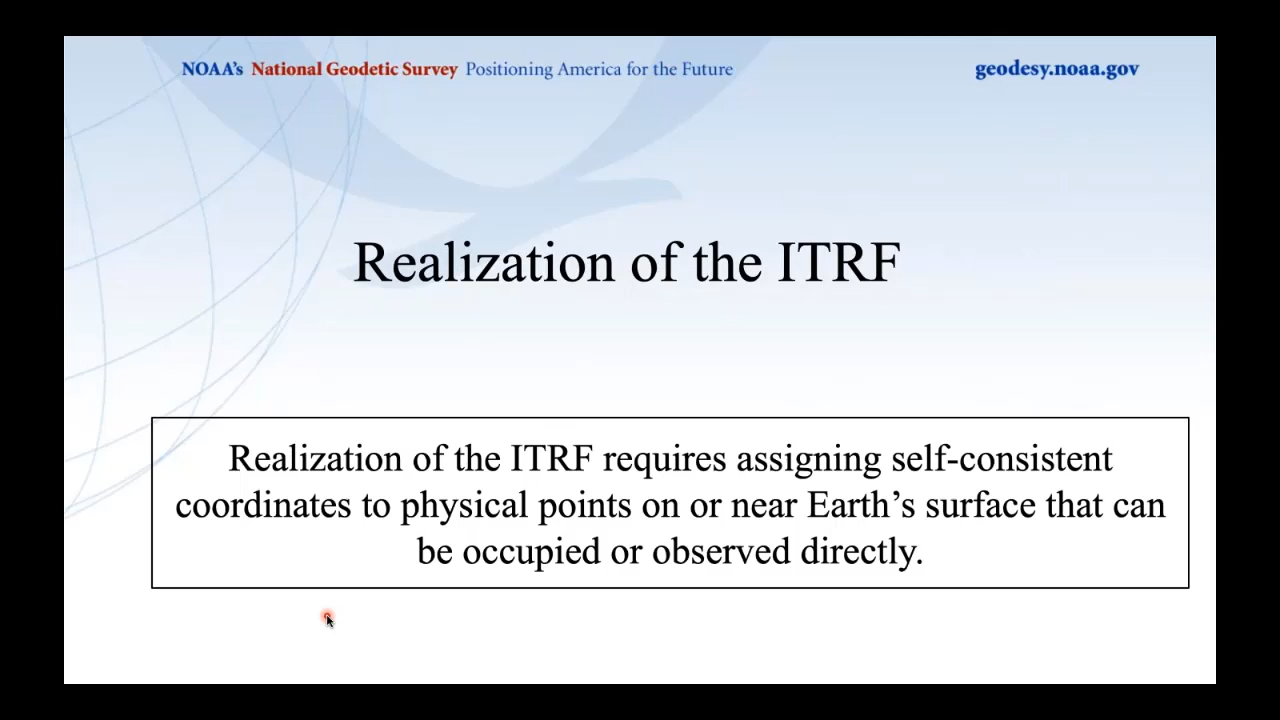 NOAA's National Geodetic Survey Positioning America for the Future geodesy.noaa.gov
Realization of the ITRF
Realization of the ITRF requires assigning self-consistent
coordinates to physical points on or near Earth's surface that can
be occupied or observed directly.